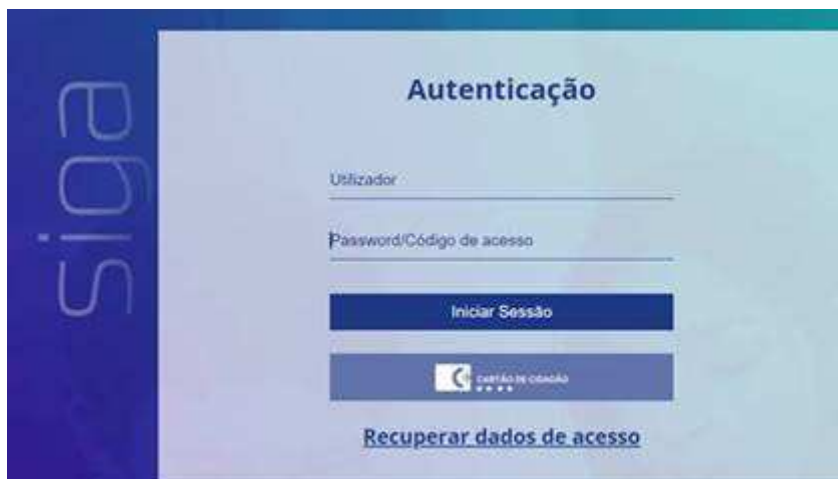 siga
Autenticação
Utilizador
Password/Código de acesso
Iniciar Sessão
CARTÃO DE CIDADÃO
Recuperar dados de acesso